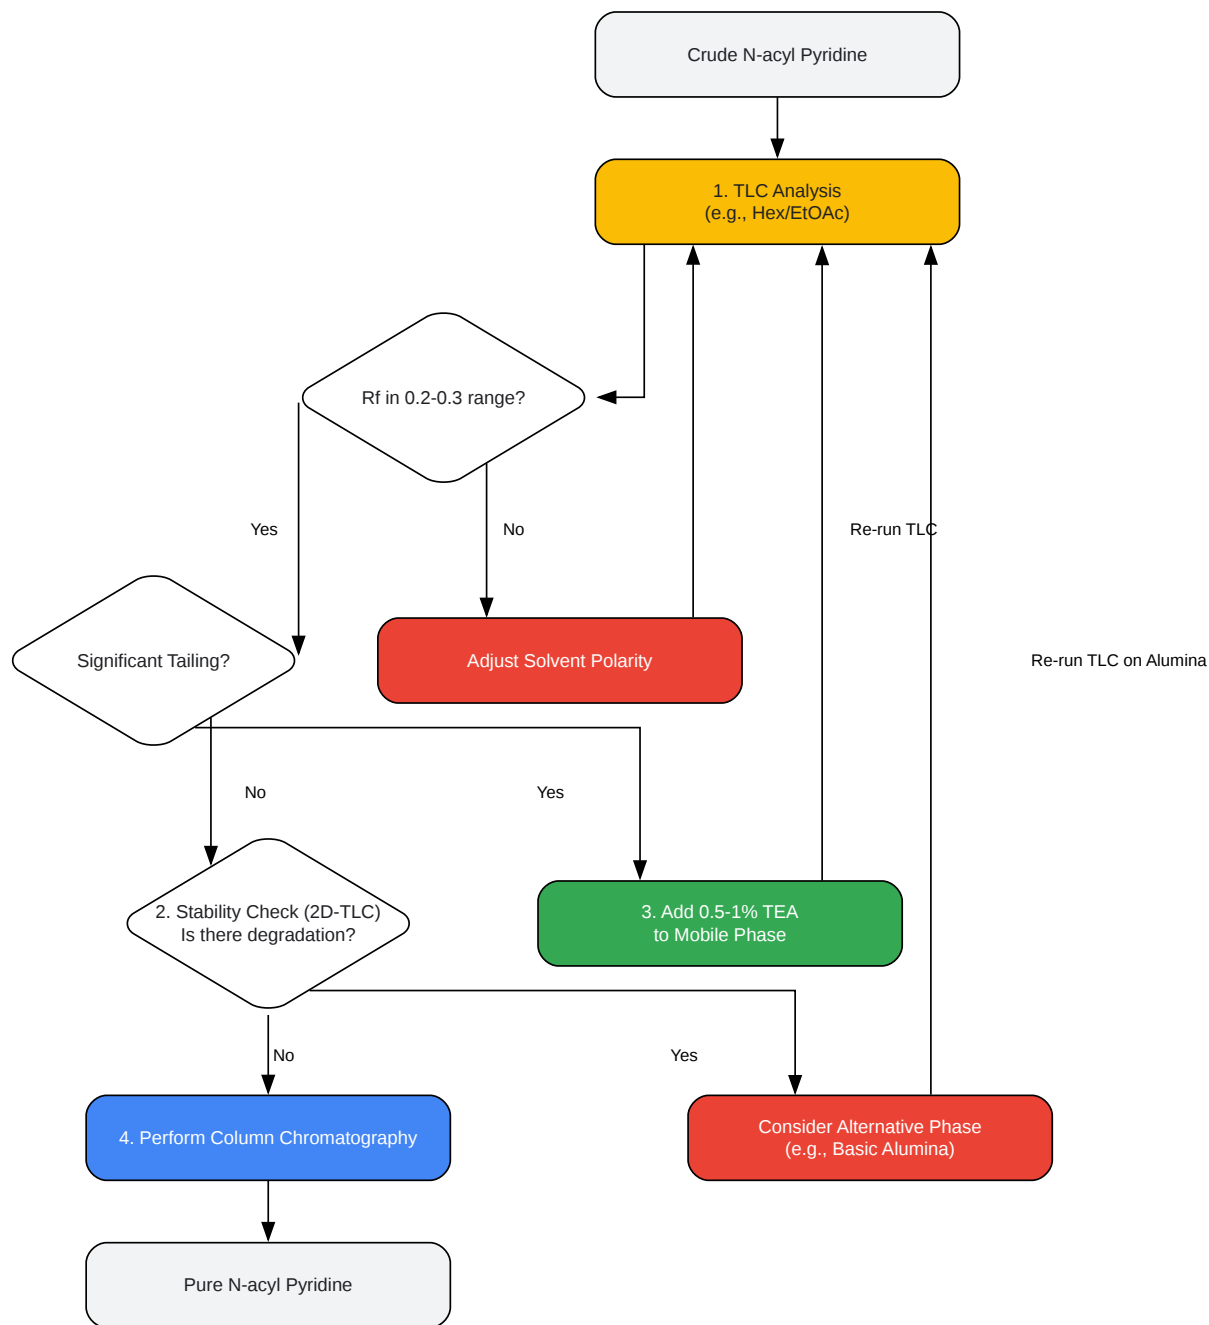 Crude N-acyl Pyridine
1. TLC Analysis
(e.g., Hex/EtOAc)
Rf in 0.2-0.3 range?
Yes
No
Re-run TLC
Significant Tailing?
Adjust Solvent Polarity
Re-run TLC on Alumina
No
Yes
2. Stability Check (2D-TLC)
Is there degradation?
3. Add 0.5-1% TEA
to Mobile Phase
No
Yes
4. Perform Column Chromatography
Consider Alternative Phase
(e.g., Basic Alumina)
Pure N-acyl Pyridine